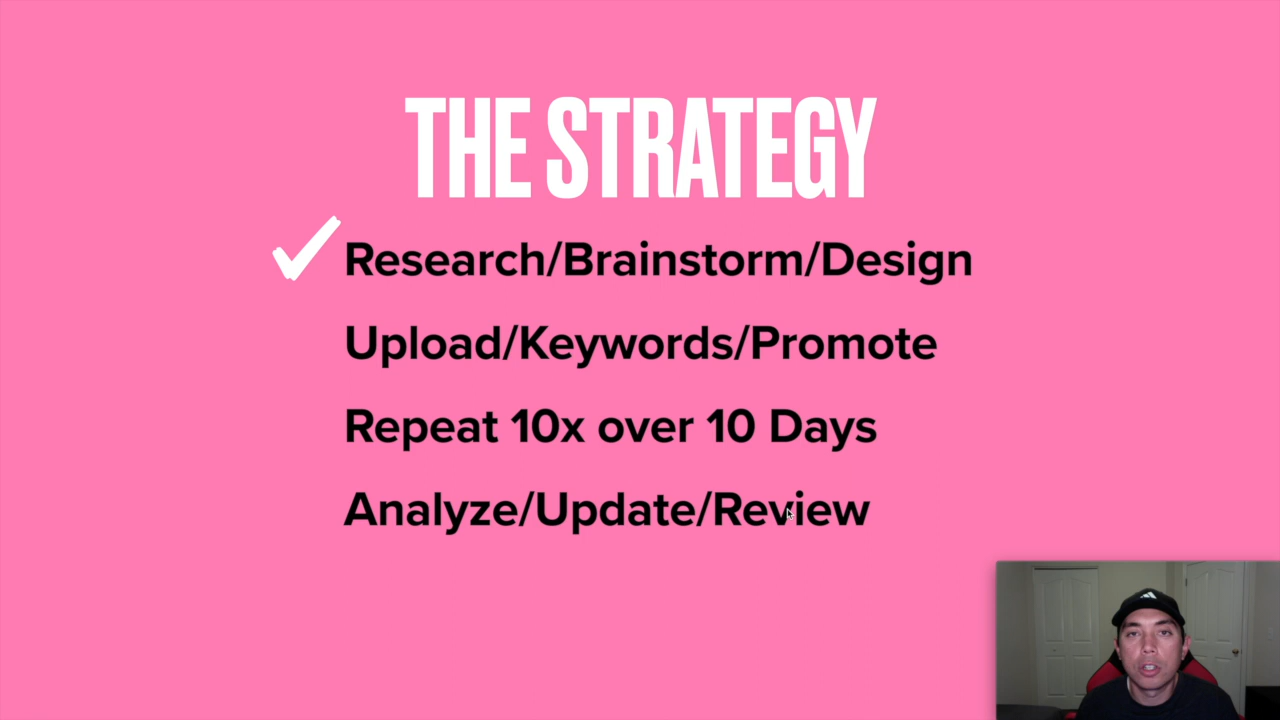 THE STRATEGY
Research/Brainstorm/Design
Upload/Keywords/Promote
Repeat 10x over 10 Days
Analyze/Update/Review